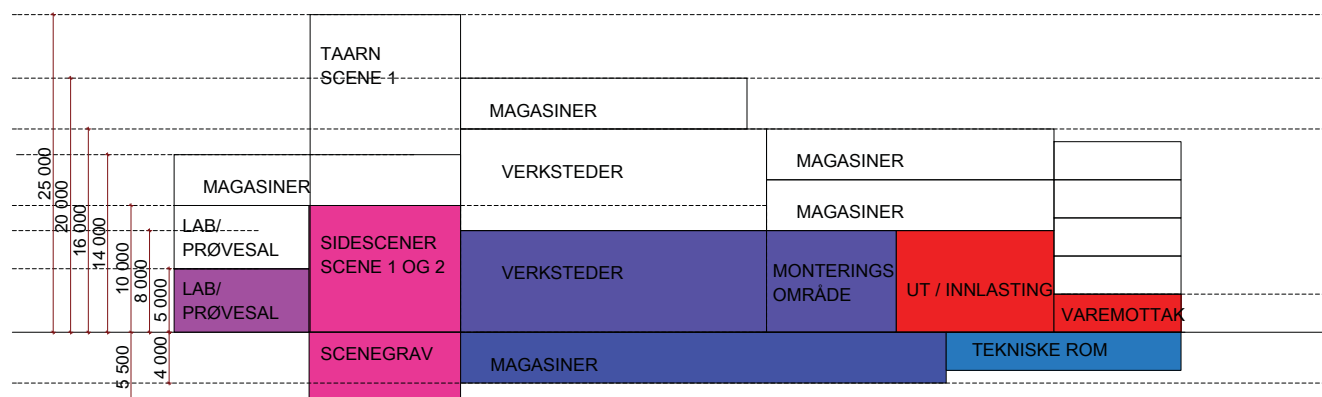 TAARN
SCENE 1
MAGASINER
VERKSTEDER
MAGASINER
MAGASINER
MAGASINER
LAB/
PRØVESAL
SIDESCENER
SCENE 1 OG 2
VERKSTEDER
MONTERINGS
OMRÅDE
UT / INNLASTING
LAB/
PRØVESAL
VAREMOTTAK
SCENEGRAV
MAGASINER
TEKNISKE ROM
25 000
20 000
16 000
14 000
10 000
8 000
5 000
5 500
4 000